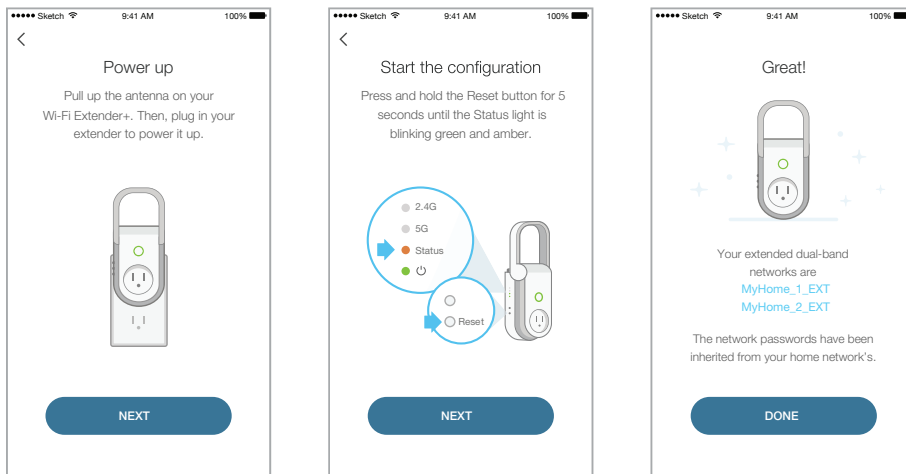 Sketch 9:41 AM 100%
Power up
Pull up the antenna on your
Wi-Fi Extender+. Then, plug in your
extender to power it up.
NEXT
Sketch 9:41 AM 100%
Start the configuration
Press and hold the Reset button for 5
seconds until the Status light is
blinking green and amber.
2.4G
5G
Status
Reset
NEXT
Sketch 9:41 AM 100%
Great!
Your extended dual-band
networks are
MyHome_1_EXT
MyHome_2_EXT
The network passwords have been
inherited from your home network's.
DONE